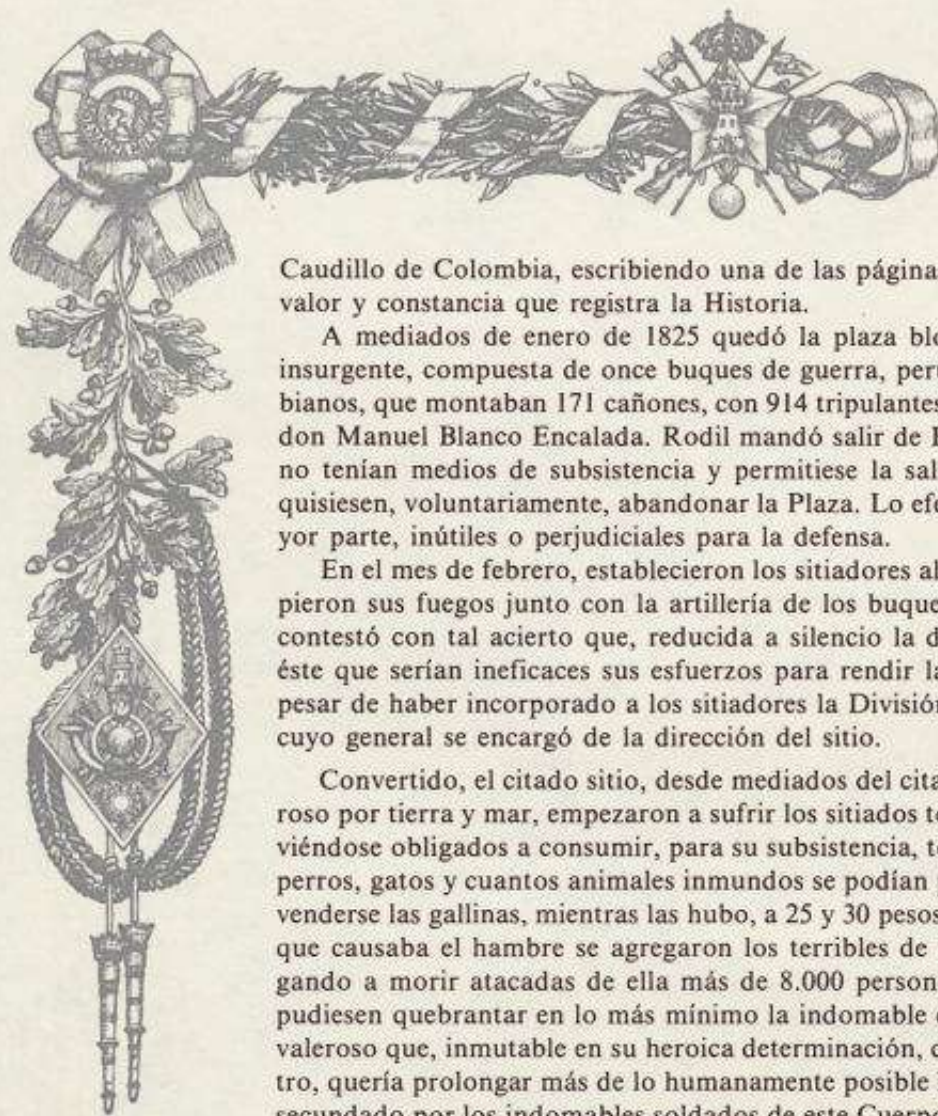 Caudillo de Colombia, escribiendo una de las página
valor y constancia que registra la Historia.
A mediados de enero de 1825 quedó la plaza
insurgente, compuesta de once buques de guerra,
bianos, que montaban 171 cañones, con 914 tripulantes
don Manuel Blanco Encalada. Rodil mandó salir de
no tenían medios de subsistencia y permitiese la
quisiesen, voluntariamente, abandonar la Plaza. Lo
yor parte, inútiles o perjudiciales para la defensa.
En el mes de febrero, establecieron los sitiadores
pieron sus fuegos junto con la artillería de los buque
contestó con tal acierto que, reducida a silencio la
éste que serían ineficaces sus esfuerzos para rendir
pesar de haber incorporado a los sitiadores la División
cuyo general se encargó de la dirección del sitio.
Convertido, el citado sitio, desde mediados del
roso por tierra y mar, empezaron a sufrir los sitiados
viéndose obligados a consumir, para su subsistencia,
perros, gatos y cuantos animales inmundos se podían
venderse las gallinas, mientras las hubo, a 25 y 30 pesos
que causaba el hambre se agregaron los terribles de
gando a morir atacadas de ella más de 8.000 person
pudiesen quebrantar en lo más mínimo la indomable
valeroso que, inmutable en su heroica determinación,
tro, quería prolongar más de lo humanamente posible
secundado por los indomables soldados de este